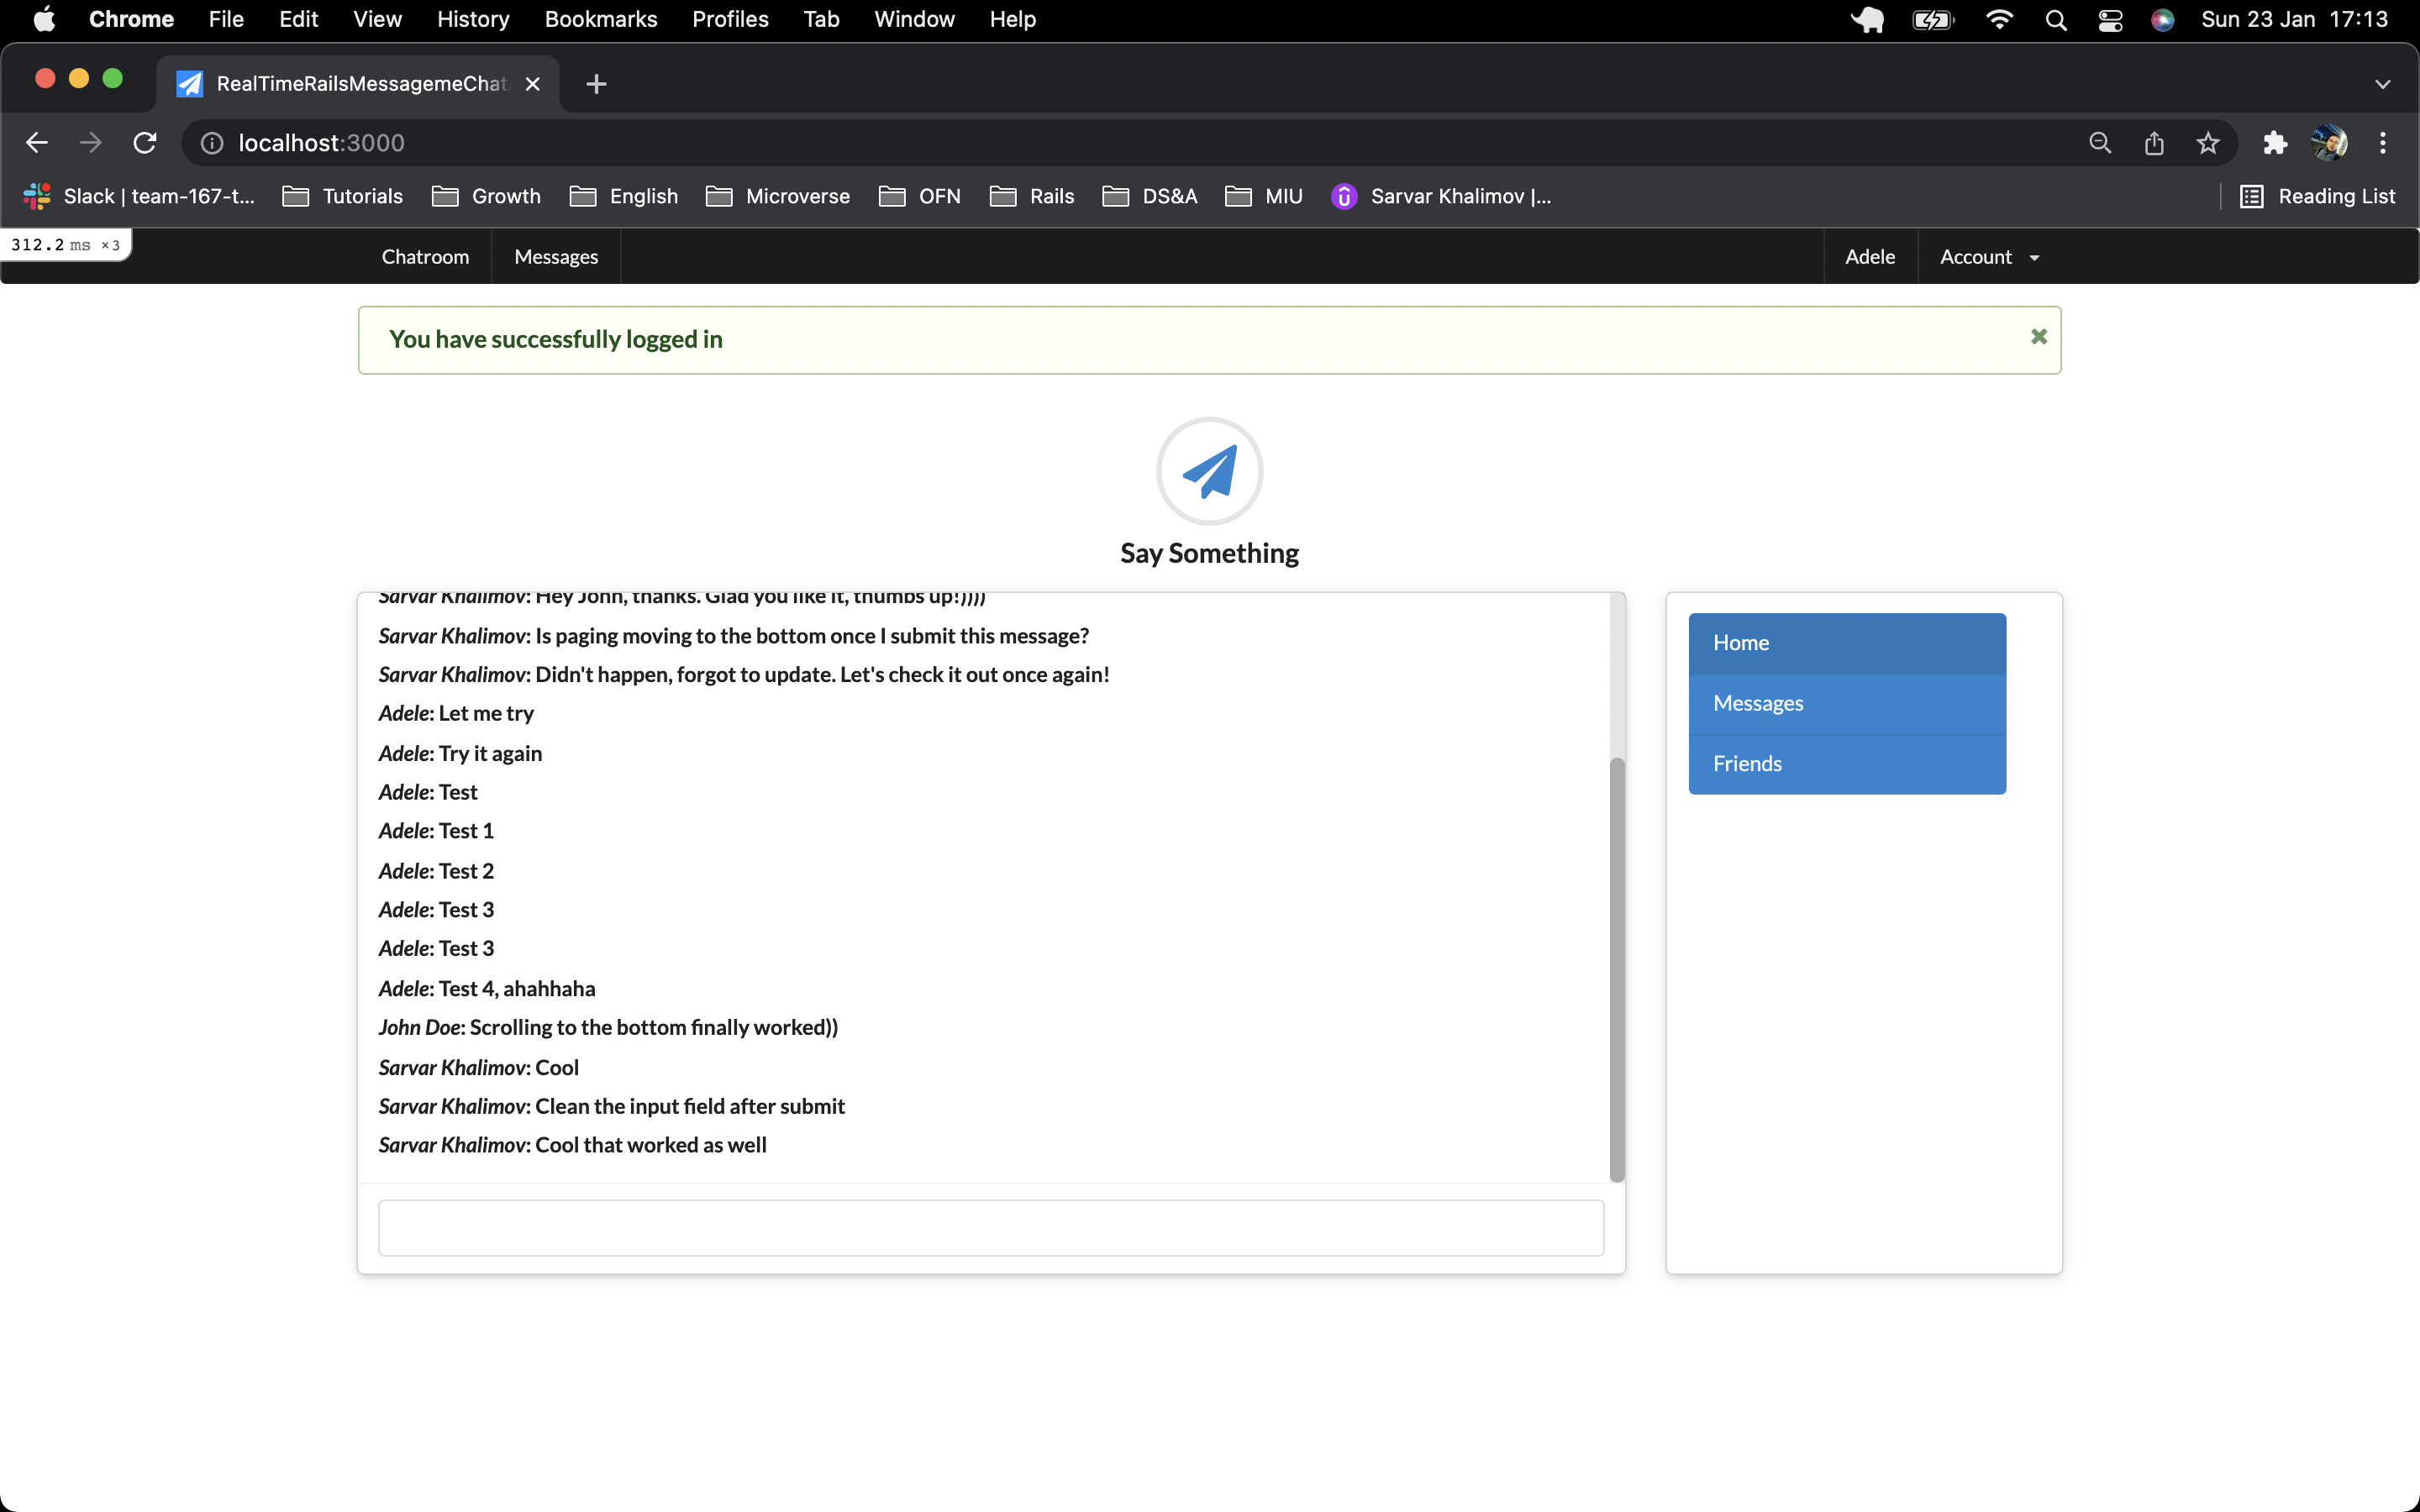 Chrome File Edit View History Bookmarks Profiles Tab Window Help Sun 23 Jan 17:13
RealTimeRailsMessagemeChat
localhost:3000
Slack | team-167-t... Tutorials Growth English Microverse OFN Rails DS&A MIU Sarvar Khalimov |... Reading List
312.2 ms ×3
Chatroom Messages Adele Account
You have successfully logged in
Say Something
Sarvar Khalimov: Hey John, thanks. Glad you like it, thumbs up!))))
Sarvar Khalimov: Is paging moving to the bottom once I submit this message?
Sarvar Khalimov: Didn't happen, forgot to update. Let's check it out once again!
Adele: Let me try
Adele: Try it again
Adele: Test
Adele: Test 1
Adele: Test 2
Adele: Test 3
Adele: Test 3
Adele: Test 4, ahahhaha
John Doe: Scrolling to the bottom finally worked))
Sarvar Khalimov: Cool
Sarvar Khalimov: Clean the input field after submit
Sarvar Khalimov: Cool that worked as well
Home
Messages
Friends